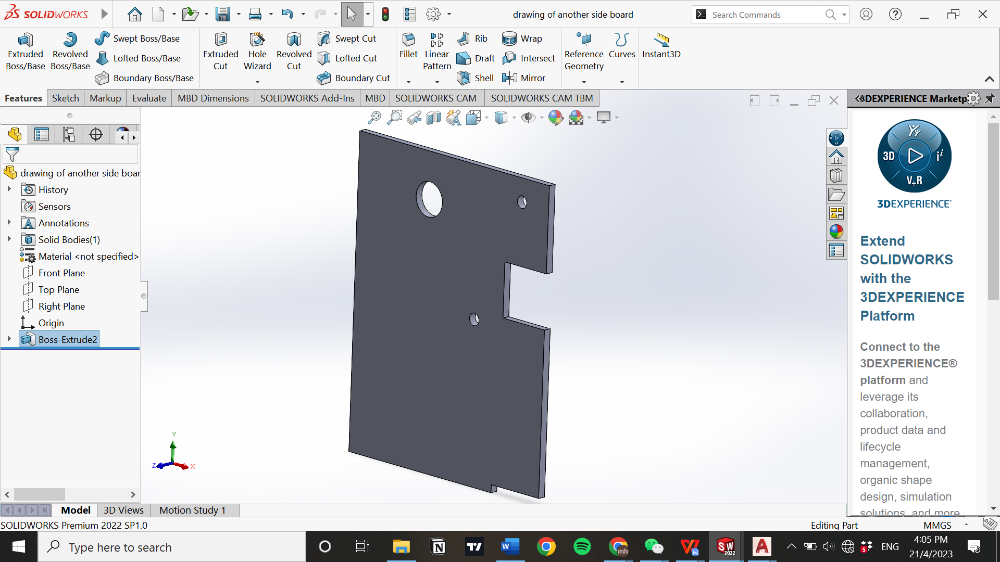 SOLIDWORKS
drawing of another side board
Search Commands
Extruded Boss/Base
Revolved Boss/Base
Swept Boss/Base
Lofted Boss/Base
Boundary Boss/Base
Extruded Cut
Hole Wizard
Revolved Cut
Swept Cut
Lofted Cut
Boundary Cut
Fillet
Linear Pattern
Rib
Draft
Shell
Wrap
Intersect
Mirror
Reference Geometry
Curves
Instant3D
Features
Sketch
Markup
Evaluate
MBD Dimensions
SOLIDWORKS Add-Ins
MBD
SOLIDWORKS CAM
SOLIDWORKS CAM TBM
3DEXPERIENCE Marketp
drawing of another side boar
History
Sensors
Annotations
Solid Bodies(1)
Material <not specified>
Front Plane
Top Plane
Right Plane
Origin
Boss-Extrude2
Y
Z
X
3D
V+R
3DEXPERIENCE
Extend
SOLIDWORKS
with the
3DEXPERIENCE
Platform
Connect to the
3DEXPERIENCE®
platform and
leverage its
collaboration,
product data and
lifecycle
management,
organic shape
design, simulation
solutions, and more
Model
3D Views
Motion Study 1
SOLIDWORKS Premium 2022 SP1.0
Editing Part
MMGS
Type here to search
ENG
4:05 PM
21/4/2023